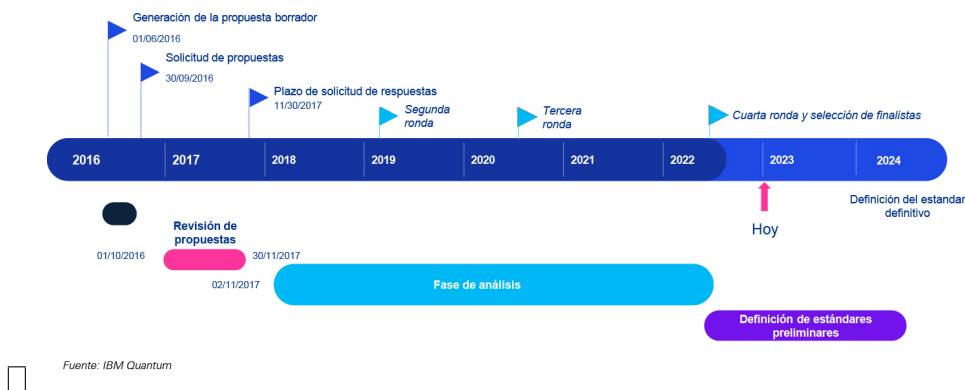 Generación de la propuesta borrador
01/06/2016
Solicitud de propuestas
30/09/2016
Plazo de solicitud de respuestas
11/30/2017
Segunda
ronda
Tercera
ronda
Cuarta ronda y selección de finalistas
2016
2017
2018
2019
2020
2021
2022
2023
2024
Definición del estandar
definitivo
Hoy
Revisión de
propuestas
01/10/2016
30/11/2017
02/11/2017
Fase de análisis
Definición de estándares
preliminares
Fuente: IBM Quantum